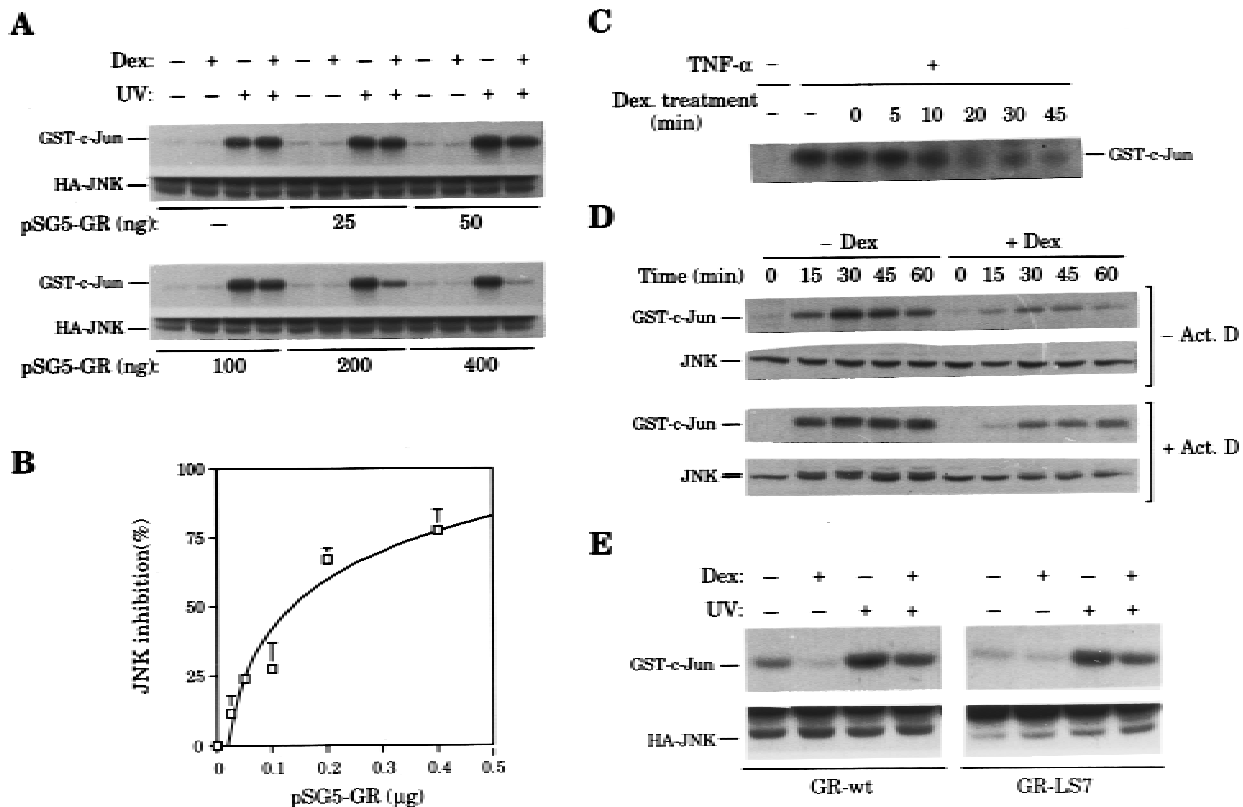 A
Dex: – + – + – + – + – + – +
UV: – – + + – – + + – – + +
GST-c-Jun
HA-JNK
pSG5-GR (ng): – 25 50
GST-c-Jun
HA-JNK
pSG5-GR (ng): 100 200 400
B
JNK inhibition(%)
100
75
50
25
0
0 0.1 0.2 0.3 0.4 0.5
pSG5-GR (µg)
C
TNF-α – +
Dex. treatment (min) – – 0 5 10 20 30 45
GST-c-Jun
D
– Dex + Dex
Time (min) 0 15 30 45 60 0 15 30 45 60
GST-c-Jun
JNK
– Act. D
GST-c-Jun
JNK
+ Act. D
E
Dex: – + – + – + – +
UV: – – + + – – + +
GST-c-Jun
HA-JNK
GR-wt GR-LS7